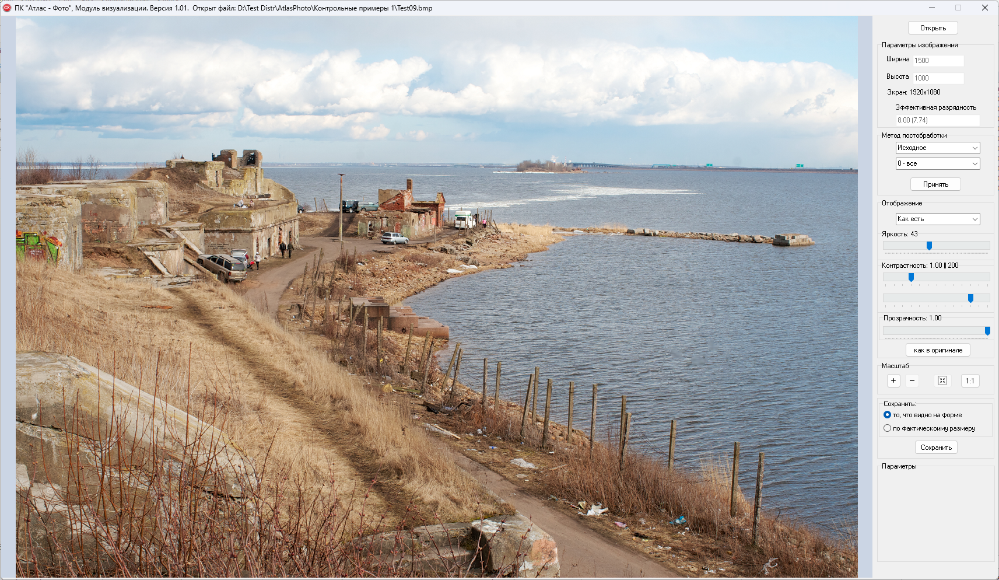 ПК "Атлас - Фото", Модуль визуализации. Версия 1.01.  Открыт файл: D:\Test Distr\AtlasPhoto\Контрольные примеры 1\Test09.bmp
Открыть
Параметры изображения
Ширина 1500
Высота 1000
Экран: 1920x1080
Эффективная разрядность
8.00 (7.74)
Метод постобработки
Исходное
0 - все
Принять
Отображение
Как есть
Яркость: 43
Контрастность: 1.00 || 200
Прозрачность: 1.00
как в оригинале
Масштаб
+ − 1:1
Сохранить:
то, что видно на форме
по фактическоиму размеру
Сохранить
Параметры